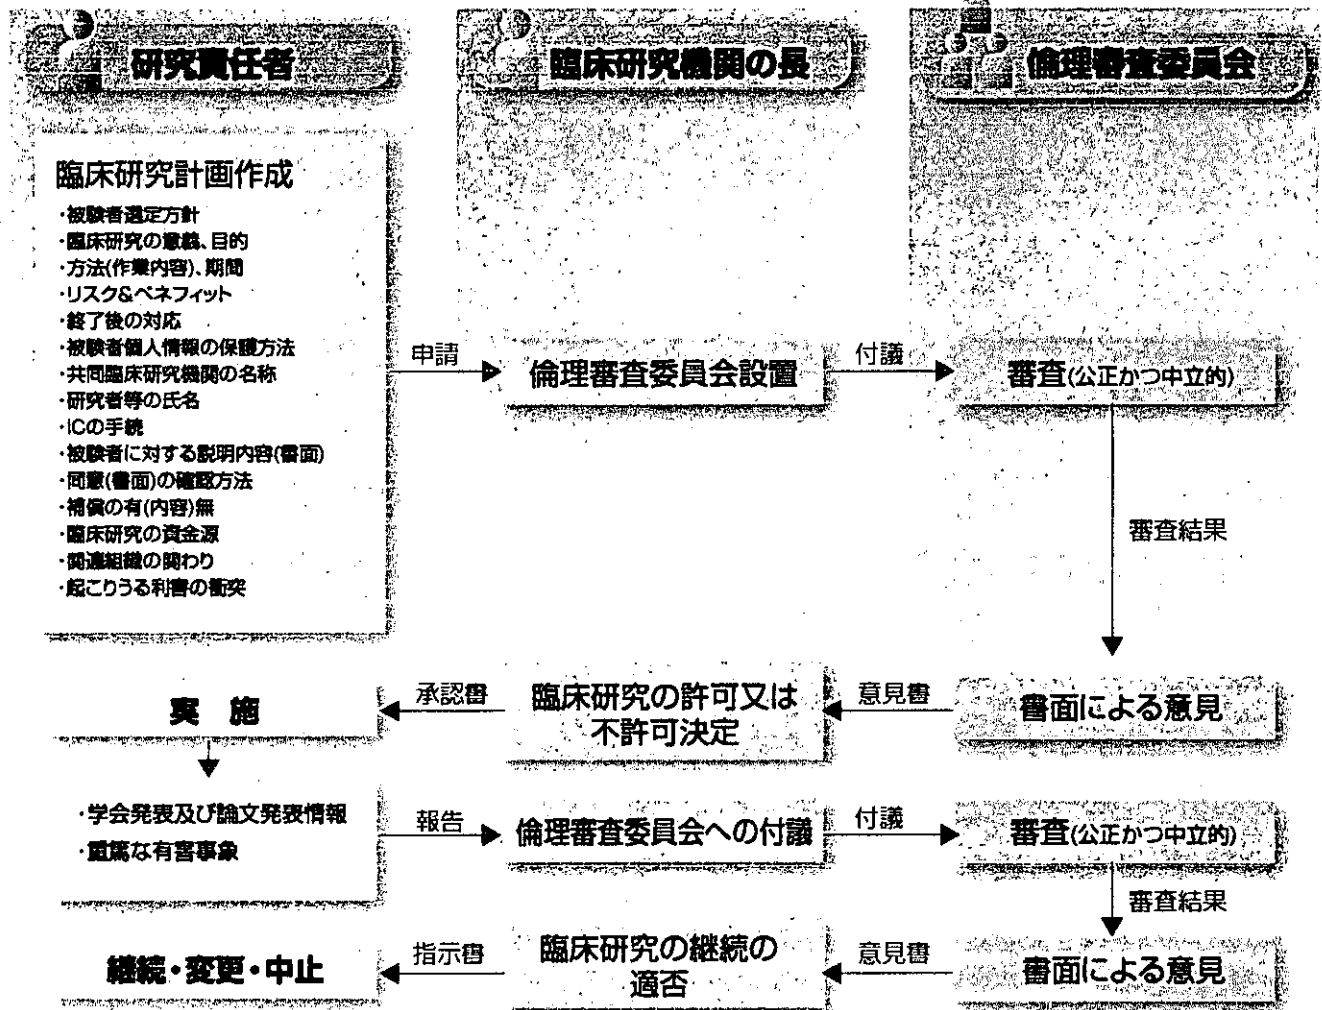 研究責任者
臨床研究機関の長
倫理審査委員会
臨床研究計画作成
・被験者選定方針
・臨床研究の意義、目的
・方法(作業内容)、期間
・リスク&ベネフィット
・終了後の対応
・被験者個人情報の保護方法
・共同臨床研究機関の名称
・研究者等の氏名
・ICの手続
・被験者に対する説明内容(書面)
・同意(書面)の確認方法
・補償の有(内容)無
・臨床研究の資金源
・関連組織の関わり
・起こりうる利害の衝突
申請
倫理審査委員会設置
付議
審査(公正かつ中立的)
審査結果
実 施
承認書
臨床研究の許可又は
不許可決定
意見書
書面による意見
・学会発表及び論文発表情報
・重篤な有害事象
報告
倫理審査委員会への付議
付議
審査(公正かつ中立的)
審査結果
継続・変更・中止
指示書
臨床研究の継続の
適否
意見書
書面による意見